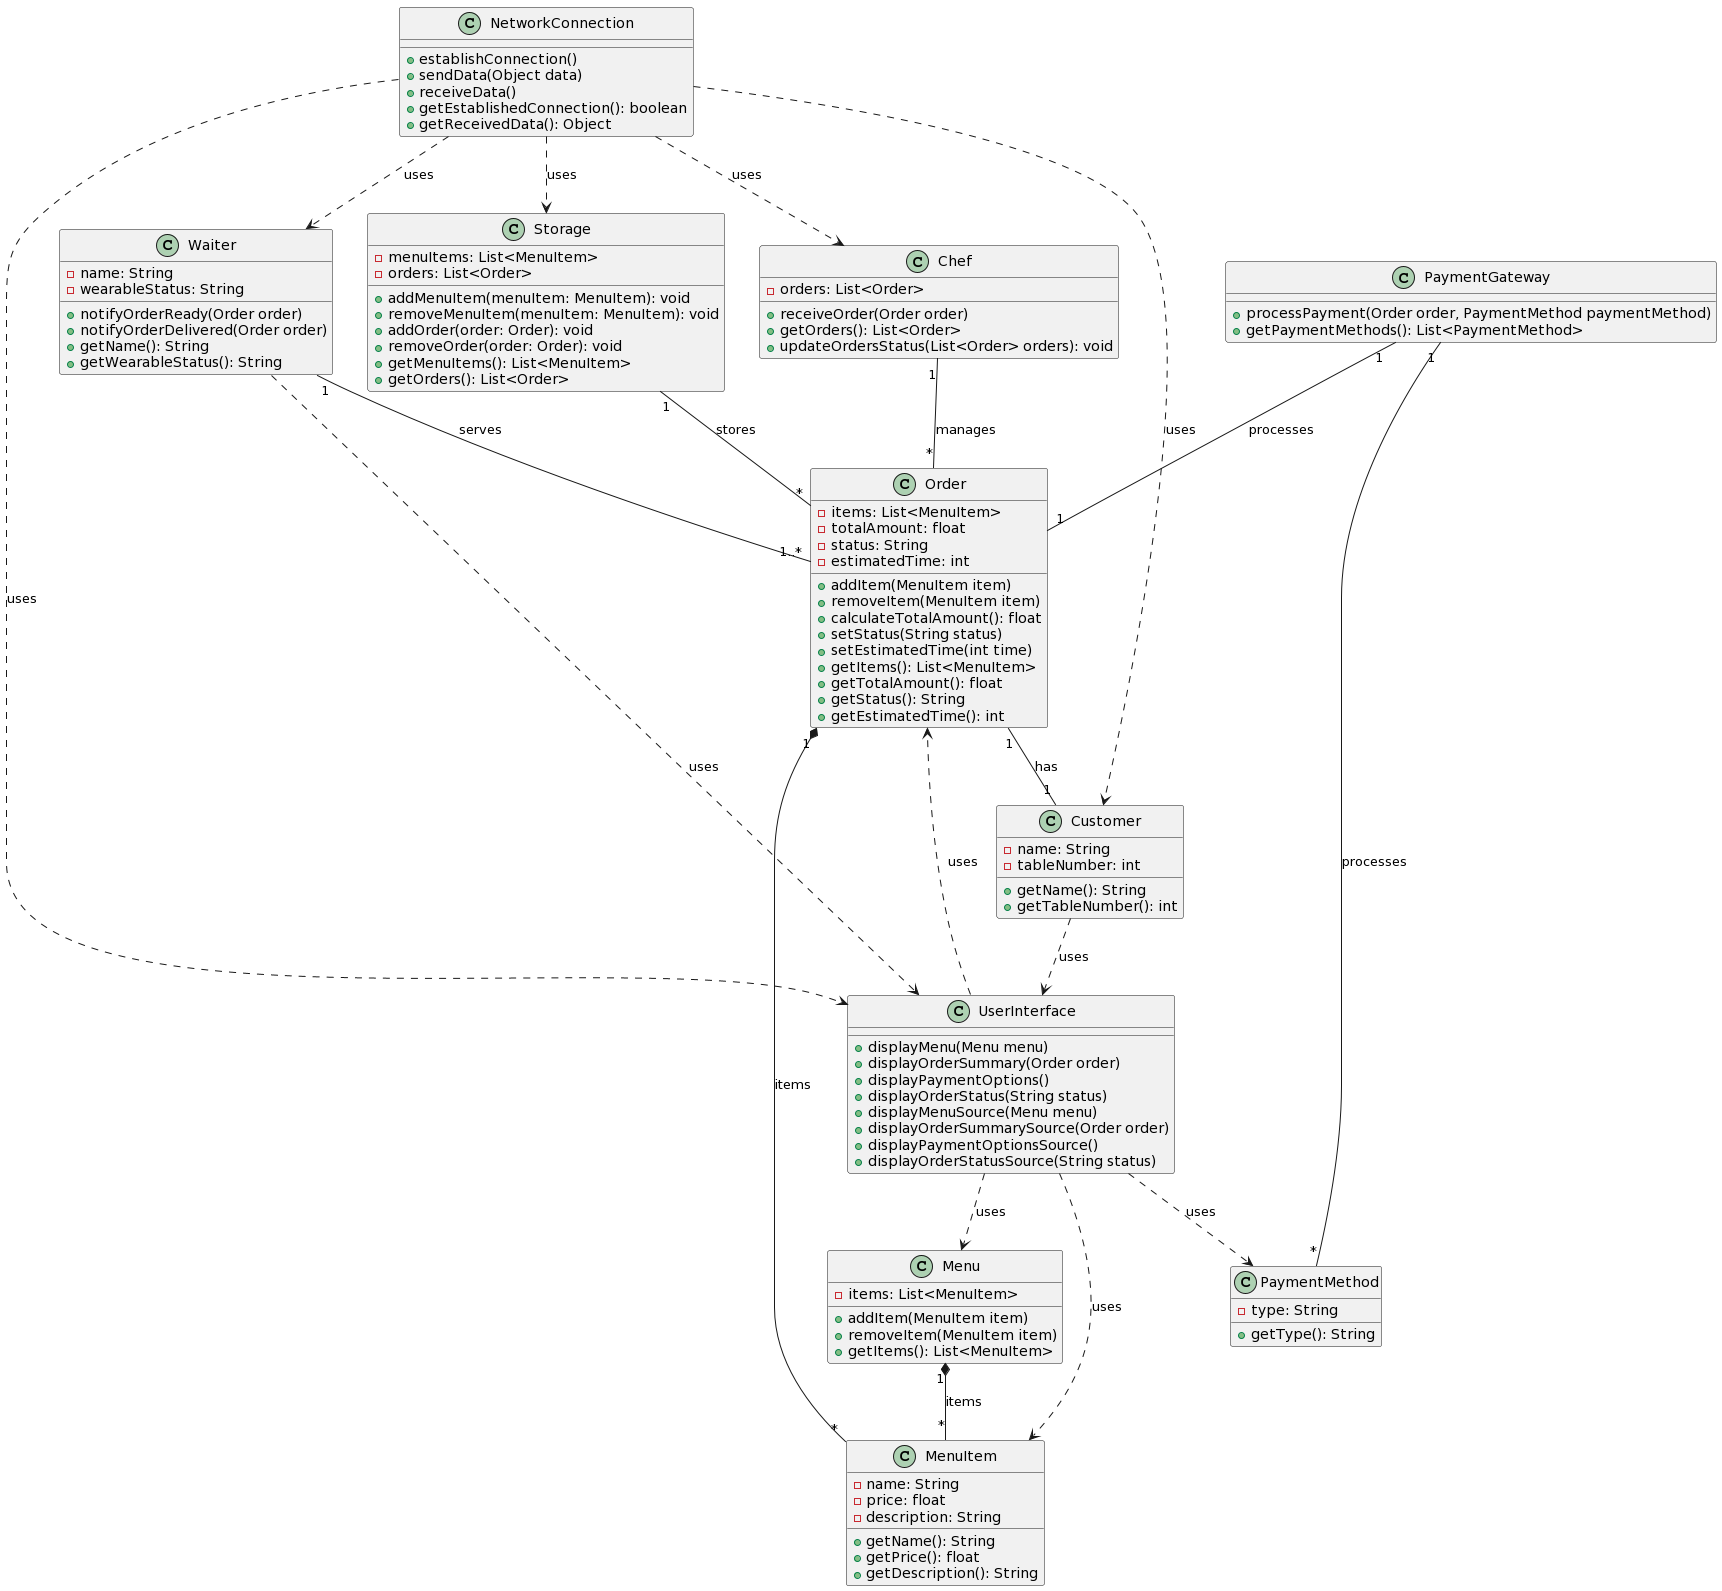 NetworkConnection
establishConnection()
sendData(Object data)
receiveData()
getEstablishedConnection(): boolean
getReceivedData(): Object
uses
uses
uses
Waiter
name: String
wearableStatus: String
notifyOrderReady(Order order)
notifyOrderDelivered(Order order)
getName(): String
getWearableStatus(): String
Storage
menuItems: List<MenuItem>
orders: List<Order>
addMenuItem(menuItem: MenuItem): void
removeMenuItem(menuItem: MenuItem): void
addOrder(order: Order): void
removeOrder(order: Order): void
getMenuItems(): List<MenuItem>
getOrders(): List<Order>
Chef
orders: List<Order>
receiveOrder(Order order)
getOrders(): List<Order>
updateOrdersStatus(List<Order> orders): void
PaymentGateway
processPayment(Order order, PaymentMethod paymentMethod)
getPaymentMethods(): List<PaymentMethod>
1
1
1
1
1
serves
stores
manages
uses
processes
*
*
1
1..*
Order
items: List<MenuItem>
totalAmount: float
status: String
estimatedTime: int
addItem(MenuItem item)
removeItem(MenuItem item)
calculateTotalAmount(): float
setStatus(String status)
setEstimatedTime(int time)
getItems(): List<MenuItem>
getTotalAmount(): float
getStatus(): String
getEstimatedTime(): int
uses
1
1
uses
has
1
Customer
name: String
tableNumber: int
getName(): String
getTableNumber(): int
uses
processes
uses
UserInterface
displayMenu(Menu menu)
displayOrderSummary(Order order)
displayPaymentOptions()
displayOrderStatus(String status)
displayMenuSource(Menu menu)
displayOrderSummarySource(Order order)
displayPaymentOptionsSource()
displayOrderStatusSource(String status)
items
uses
uses
uses
*
Menu
items: List<MenuItem>
addItem(MenuItem item)
removeItem(MenuItem item)
getItems(): List<MenuItem>
PaymentMethod
type: String
getType(): String
1
items
*
*
MenuItem
name: String
price: float
description: String
getName(): String
getPrice(): float
getDescription(): String